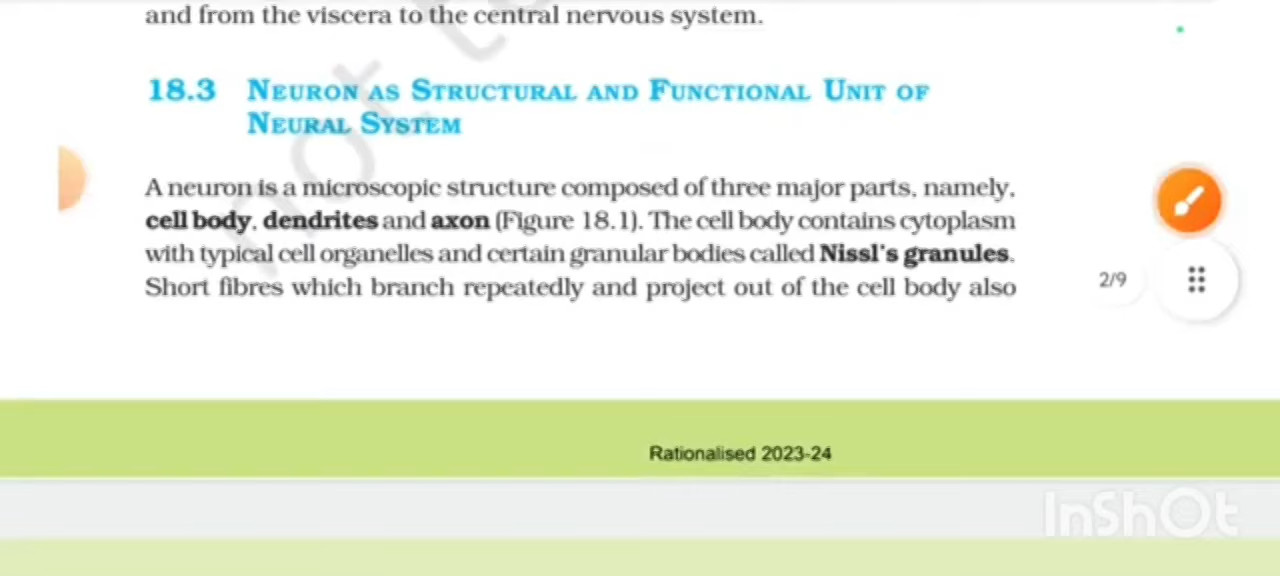 and from the viscera to the central nervous system.
18.3 NEURON AS STRUCTURAL AND FUNCTIONAL UNIT OF
NEURAL SYSTEM
A neuron is a microscopic structure composed of three major parts, namely,
cell body, dendrites and axon (Figure 18.1). The cell body contains cytoplasm
with typical cell organelles and certain granular bodies called Nissl's granules.
Short fibres which branch repeatedly and project out of the cell body also
2/9
Rationalised 2023-24
InShOt
not t